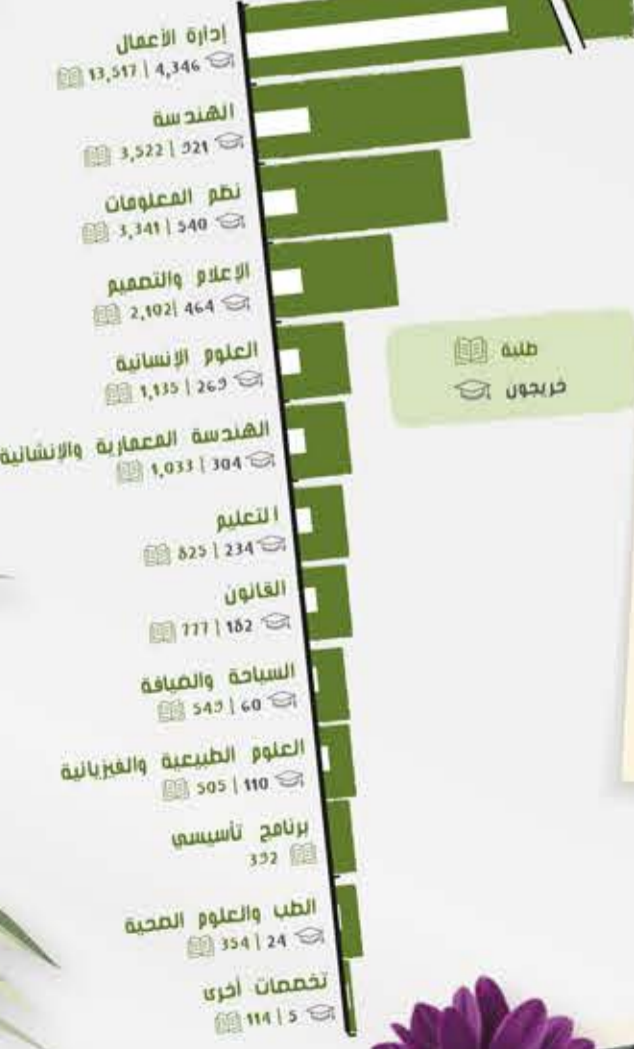 إدارة الأعمال
13,517 | 4,346
الهندسة
3,522 | 921
نظم المعلومات
3,341 | 540
الإعلام والتصميم
2,102 | 464
العلوم الإنسانية
1,135 | 269
الهندسة المعمارية والإنشائية
1,033 | 304
التعليم
825 | 234
القانون
777 | 182
السياحة والضيافة
549 | 60
العلوم الطبيعية والفيزيائية
505 | 110
برنامج تأسيسي
392
الطب والعلوم الصحية
354 | 24
تخصصات أخرى
114 | 5
طلبة
خريجون